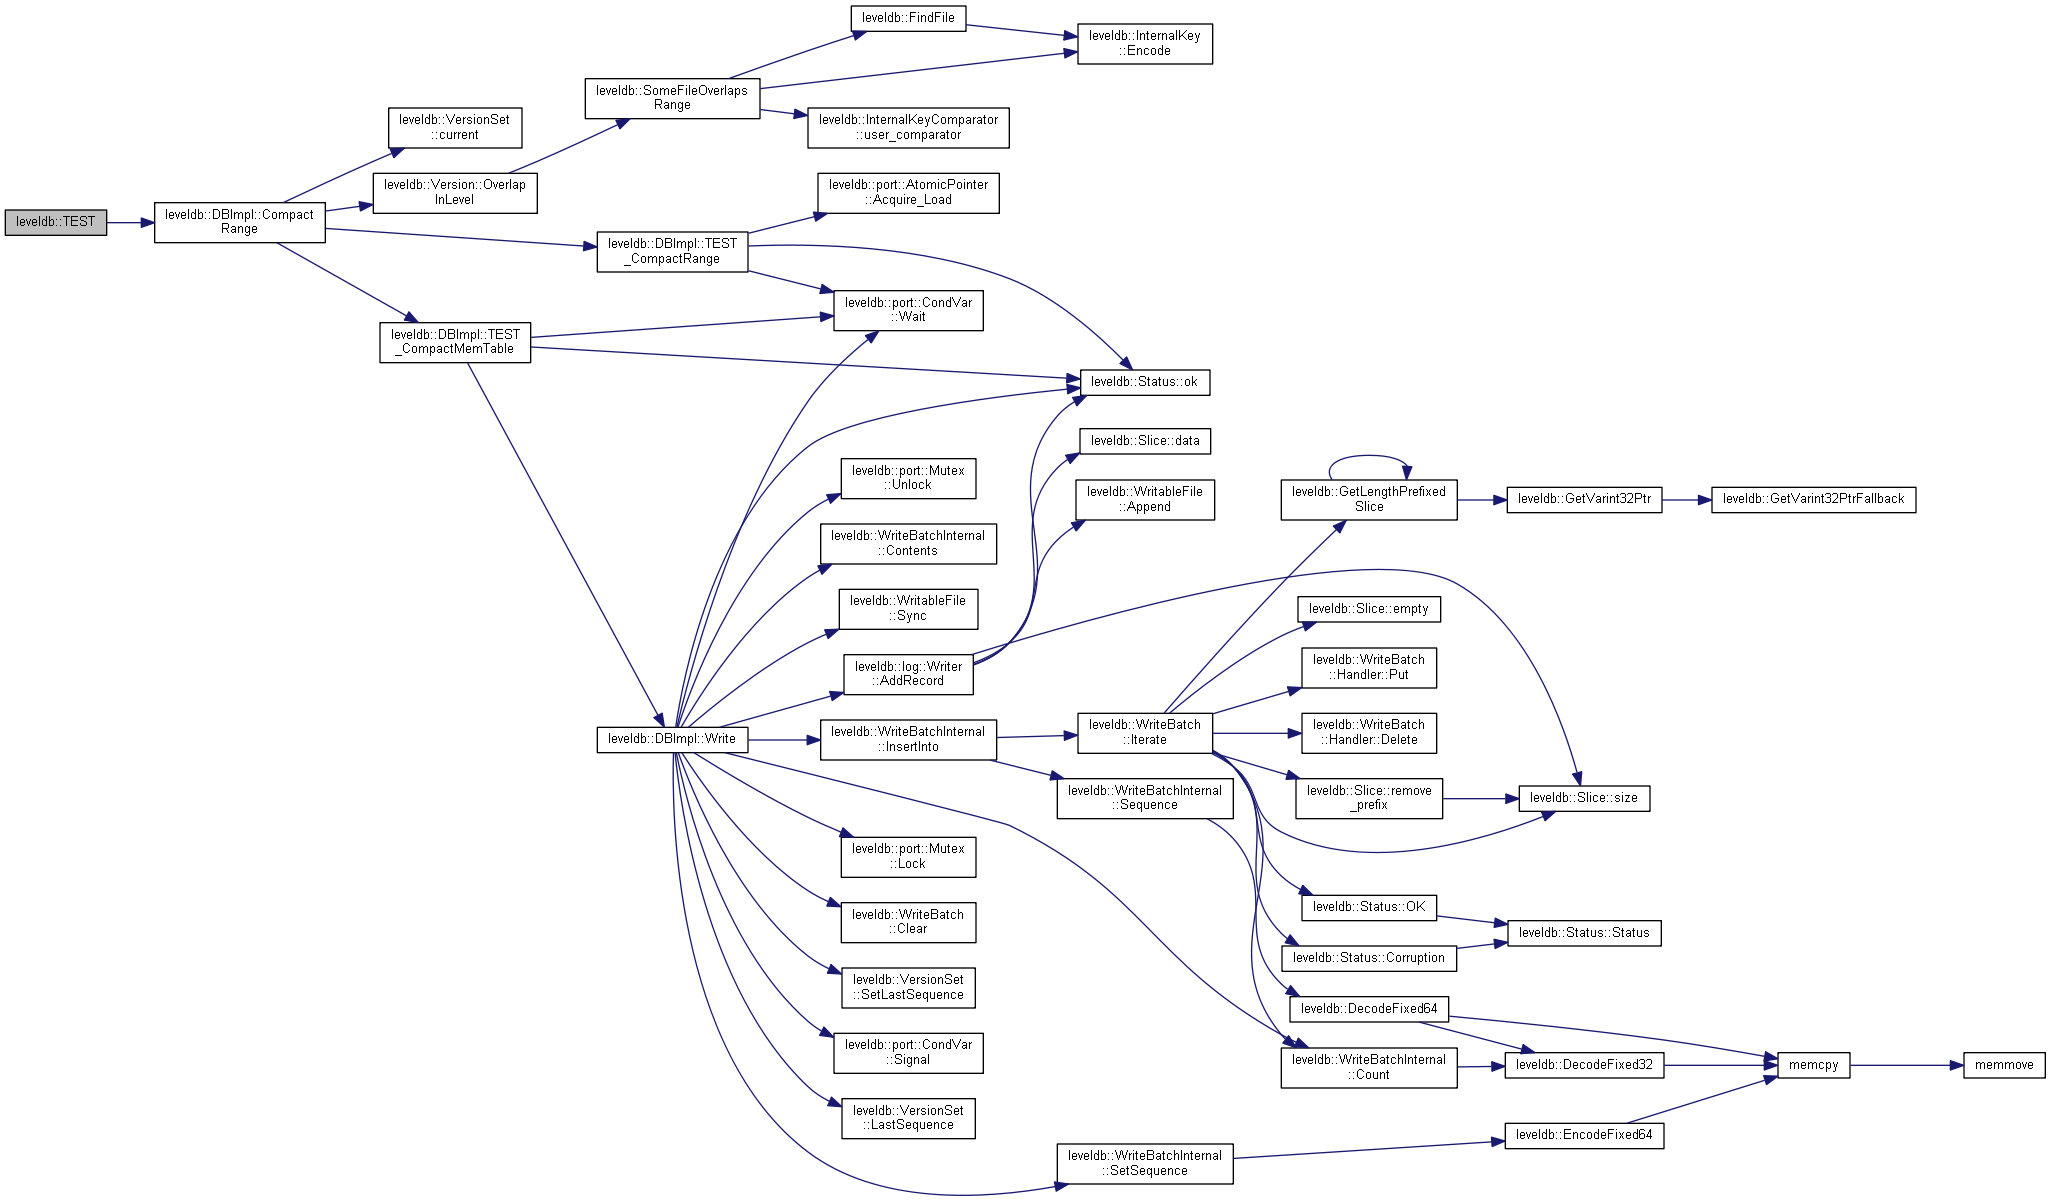 leveldb::FindFile
leveldb::InternalKey
::Encode
leveldb::SomeFileOverlaps
Range
leveldb::VersionSet
::current
leveldb::InternalKeyComparator
::user_comparator
leveldb::Version::Overlap
InLevel
leveldb::port::AtomicPointer
::Acquire_Load
leveldb::TEST
leveldb::DBImpl::Compact
Range
leveldb::DBImpl::TEST
_CompactRange
leveldb::port::CondVar
::Wait
leveldb::DBImpl::TEST
_CompactMemTable
leveldb::Status::ok
leveldb::Slice::data
leveldb::port::Mutex
::Unlock
leveldb::WritableFile
::Append
leveldb::GetLengthPrefixed
Slice
leveldb::GetVarint32Ptr
leveldb::GetVarint32PtrFallback
leveldb::WriteBatchInternal
::Contents
leveldb::WritableFile
::Sync
leveldb::Slice::empty
leveldb::log::Writer
::AddRecord
leveldb::WriteBatch
::Handler::Put
leveldb::DBImpl::Write
leveldb::WriteBatchInternal
::InsertInto
leveldb::WriteBatch
::Iterate
leveldb::WriteBatch
::Handler::Delete
leveldb::WriteBatchInternal
::Sequence
leveldb::Slice::remove
_prefix
leveldb::Slice::size
leveldb::port::Mutex
::Lock
leveldb::WriteBatch
::Clear
leveldb::Status::OK
leveldb::Status::Status
leveldb::Status::Corruption
leveldb::VersionSet
::SetLastSequence
leveldb::DecodeFixed64
leveldb::port::CondVar
::Signal
leveldb::WriteBatchInternal
::Count
leveldb::DecodeFixed32
memcpy
memmove
leveldb::VersionSet
::LastSequence
leveldb::EncodeFixed64
leveldb::WriteBatchInternal
::SetSequence